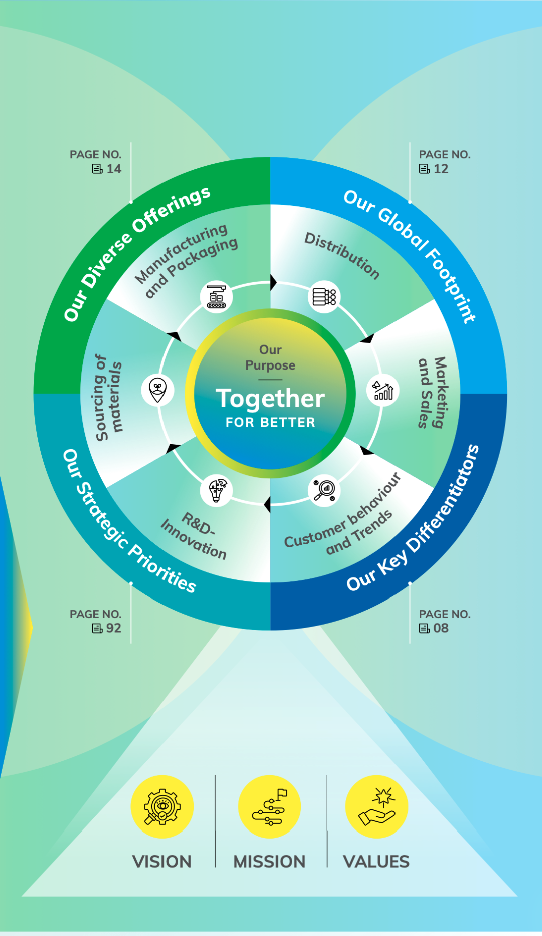 PAGE NO.
14
PAGE NO.
12
Our Diverse Offerings
Our Global Footprint
Manufacturing
and Packaging
Distribution
Sourcing of
materials
Marketing
and Sales
Our
Purpose
Together
FOR BETTER
R&D-
Innovation
Customer behaviour
and Trends
Our Strategic Priorities
Our Key Differentiators
PAGE NO.
92
PAGE NO.
08
VISION
MISSION
VALUES